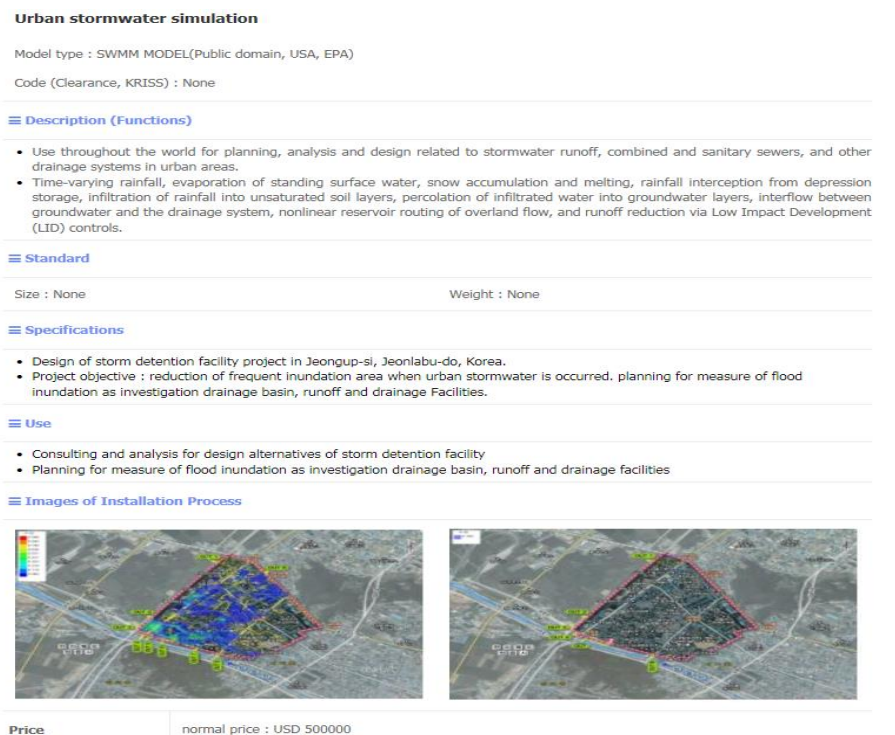 Urban stormwater simulation
Model type : SWMM MODEL(Public domain, USA, EPA)
Code (Clearance, KRISS) : None
Description (Functions)
• Use throughout the world for planning, analysis and design related to stormwater runoff, combined and sanitary sewers, and other
drainage systems in urban areas.
• Time-varying rainfall, evaporation of standing surface water, snow accumulation and melting, rainfall interception from depression
storage, infiltration of rainfall into unsaturated soil layers, percolation of infiltrated water into groundwater layers, interflow between
groundwater and the drainage system, nonlinear reservoir routing of overland flow, and runoff reduction via Low Impact Development
(LID) controls.
Standard
Size : None Weight : None
Specifications
• Design of storm detention facility project in Jeongup-si, Jeonlabu-do, Korea.
• Project objective : reduction of frequent inundation area when urban stormwater is occurred. planning for measure of flood
inundation as investigation drainage basin, runoff and drainage Facilities.
Use
• Consulting and analysis for design alternatives of storm detention facility
• Planning for measure of flood inundation as investigation drainage basin, runoff and drainage facilities
Images of Installation Process
Price normal price : USD 500000